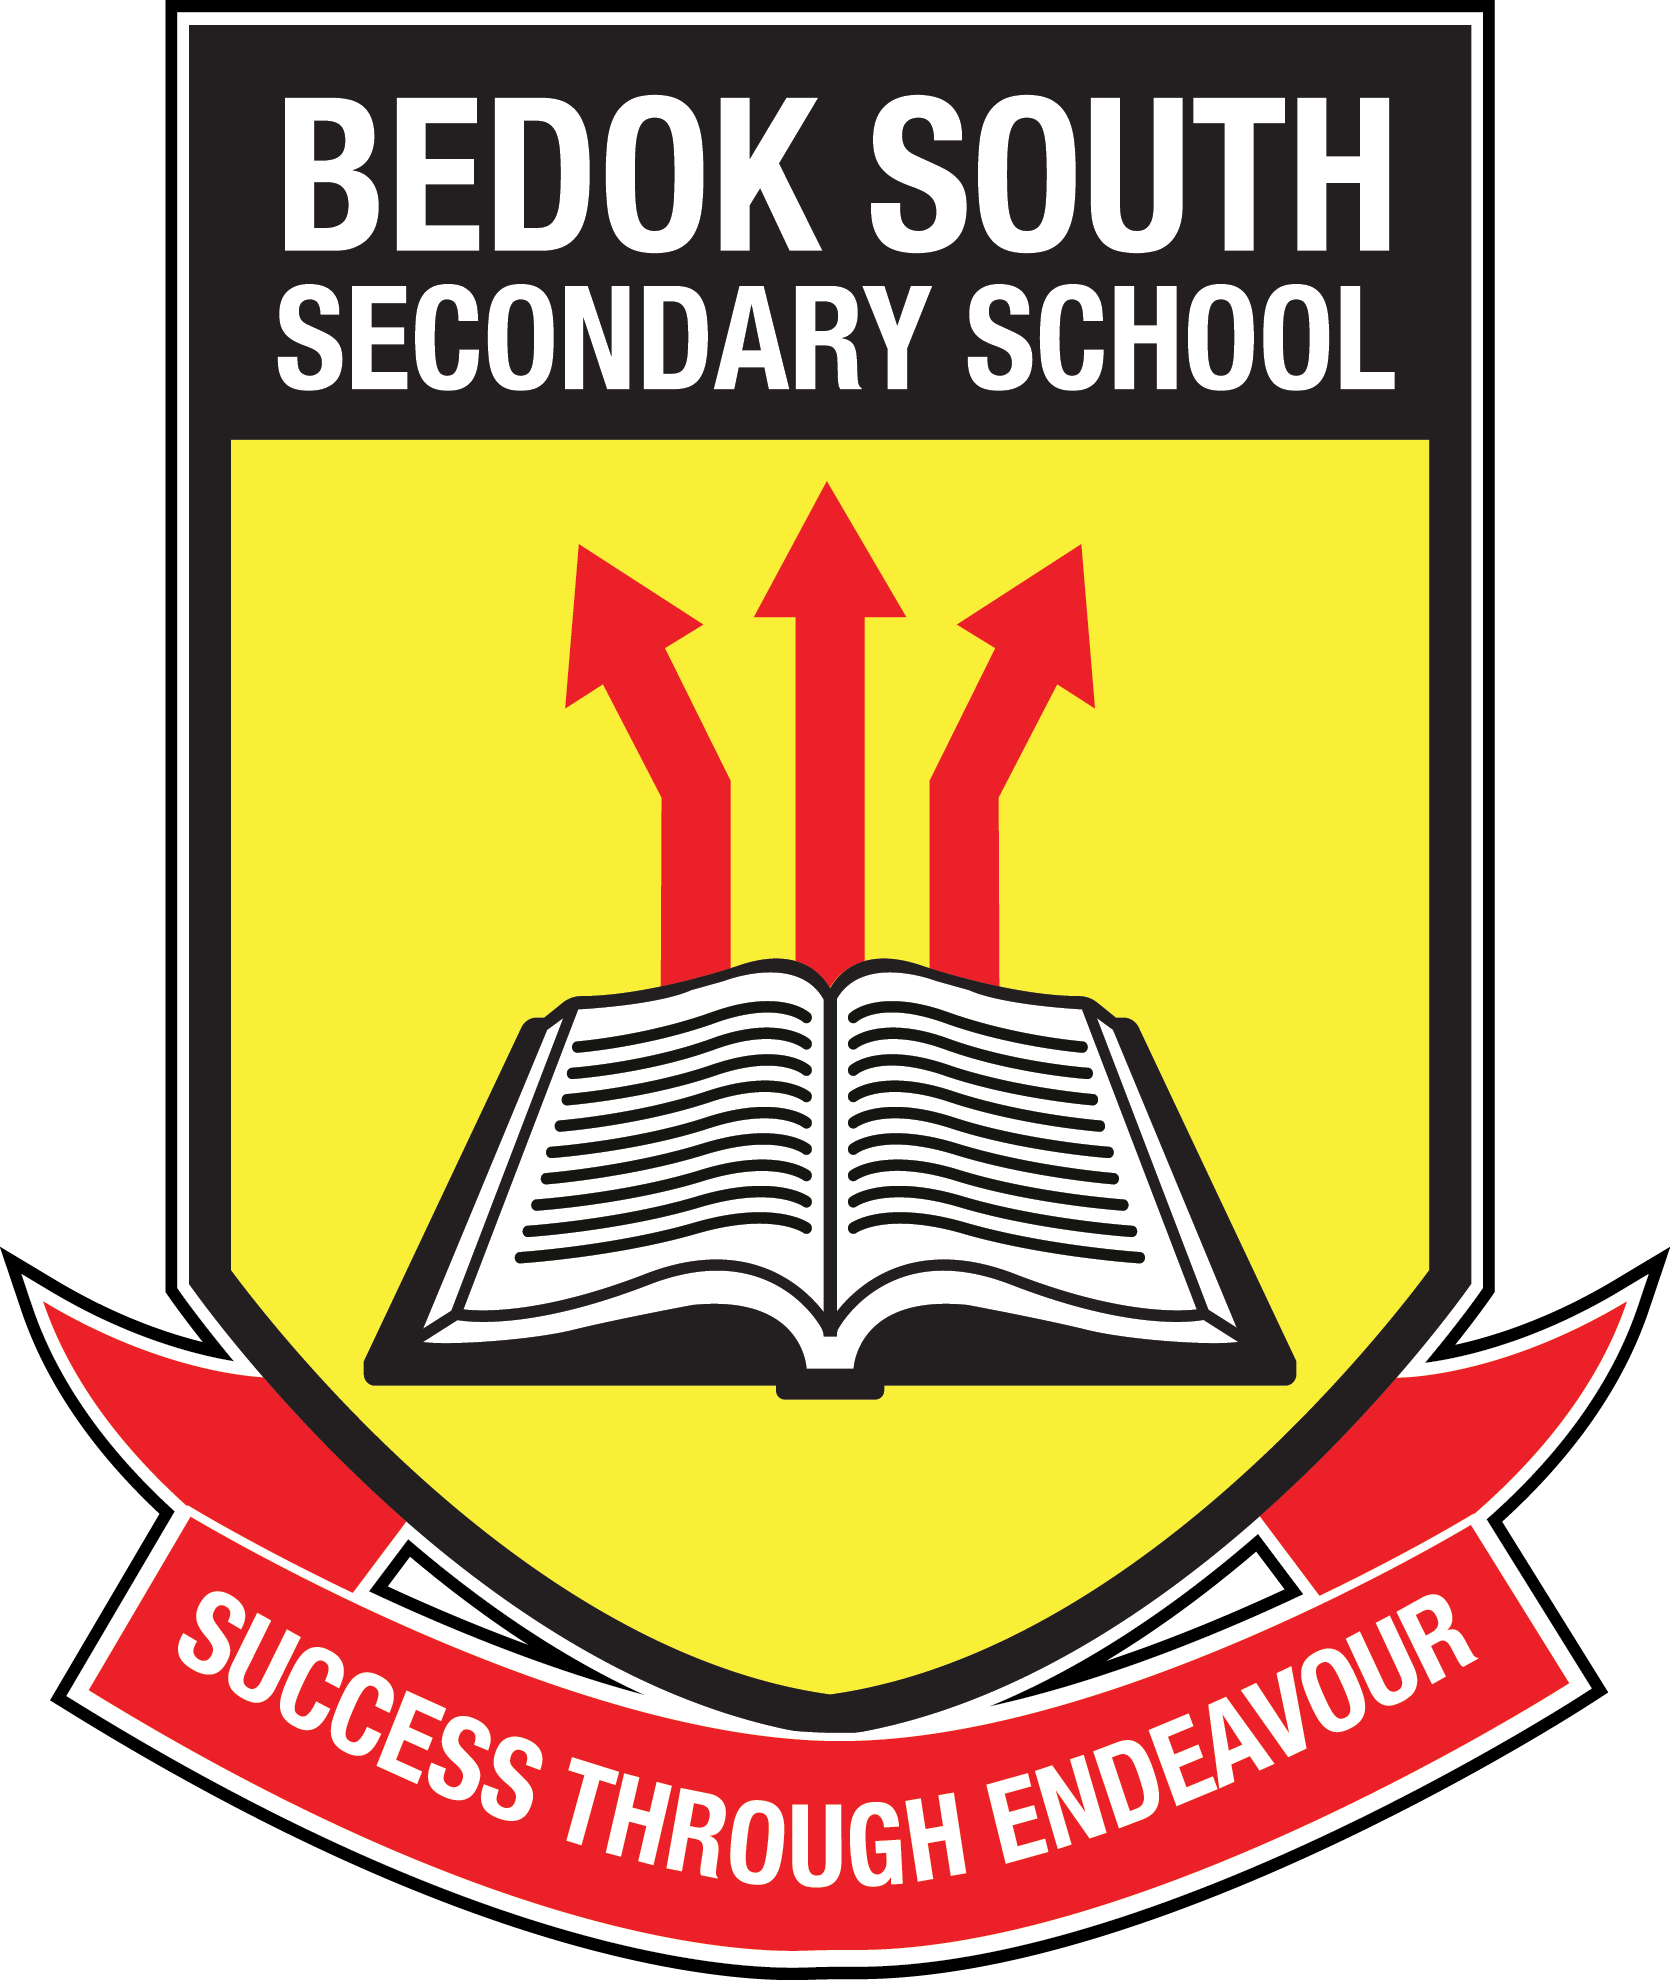 BEDOK SOUTH
SECONDARY SCHOOL
SUCCESS THROUGH ENDEAVOUR